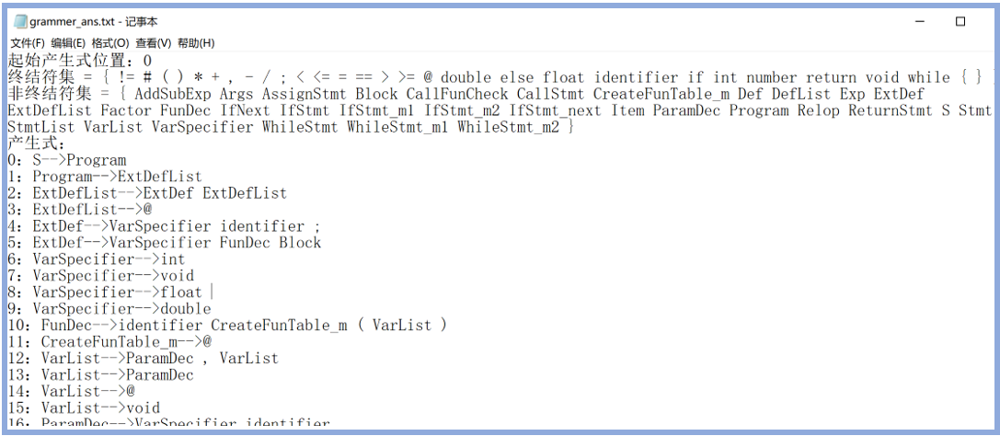 grammer_ans.txt - 记事本
文件(F) 编辑(E) 格式(O) 查看(V) 帮助(H)
起始产生式位置：0
终结符集 = { != # ( ) * + , - / ; < <= = == > >= @ double else float identifier if int number return void while { }
非终结符集 = { AddSubExp Args AssignStmt Block CallFunCheck CallStmt CreateFunTable_m Def DefList Exp ExtDef
ExtDefList Factor FunDec IfNext IfStmt IfStmt_m1 IfStmt_m2 IfStmt_next Item ParamDec Program Relop ReturnStmt S Stmt
StmtList VarList VarSpecifier WhileStmt WhileStmt_m1 WhileStmt_m2 }
产生式：
0: S-->Program
1: Program-->ExtDefList
2: ExtDefList-->ExtDef ExtDefList
3: ExtDefList-->@
4: ExtDef-->VarSpecifier identifier ;
5: ExtDef-->VarSpecifier FunDec Block
6: VarSpecifier-->int
7: VarSpecifier-->void
8: VarSpecifier-->float
9: VarSpecifier-->double
10: FunDec-->identifier CreateFunTable_m ( VarList )
11: CreateFunTable_m-->@
12: VarList-->ParamDec , VarList
13: VarList-->ParamDec
14: VarList-->@
15: VarList-->void
16: ParamDec-->VarSpecifier identifier